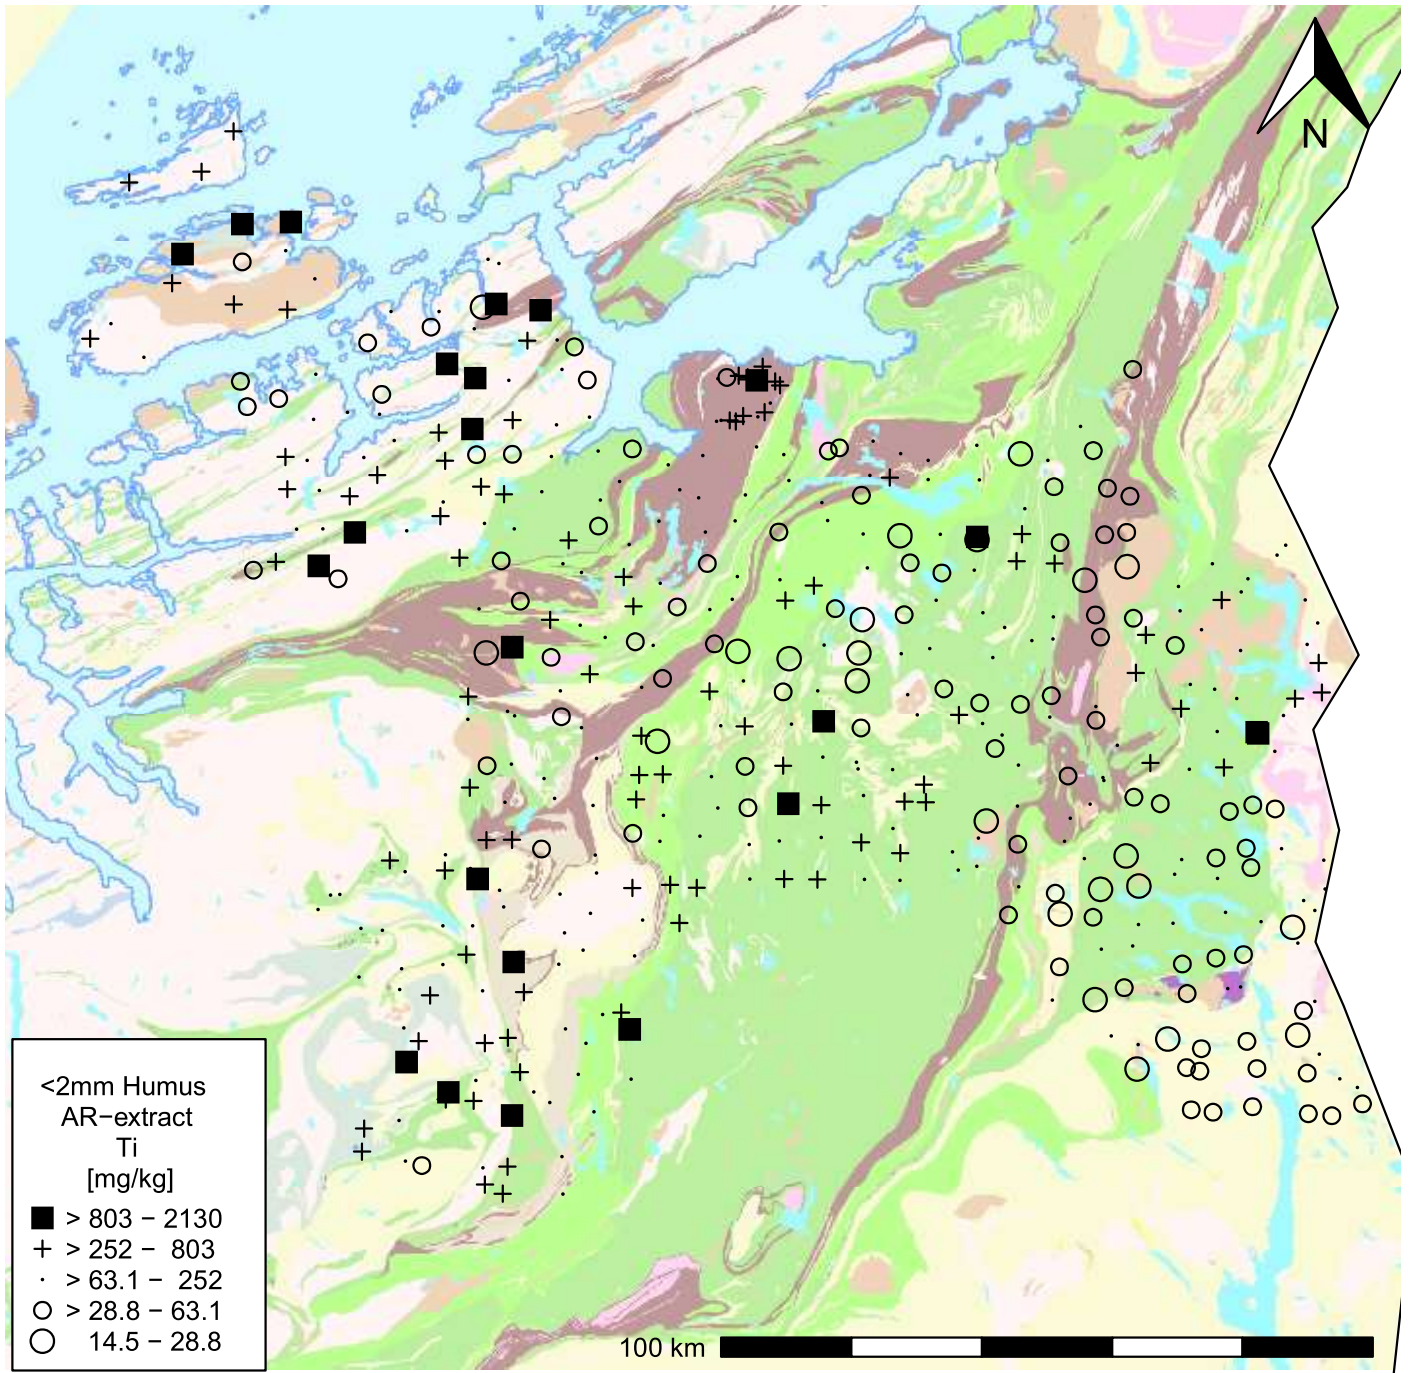 N
<2mm Humus
AR−extract
Ti
[mg/kg]
> 803 − 2130
> 252 − 803
> 63.1 − 252
> 28.8 − 63.1
14.5 − 28.8
100 km